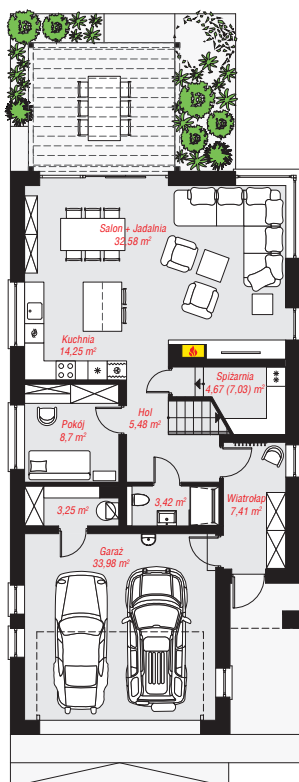 Salon + Jadalnia
32,58 m²
Kuchnia
14,25 m²
Spiżarnia
4,67 (7,03) m²
Pokój
8,7 m²
Hol
5,48 m²
Wiatrołap
7,41 m²
3,25 m²
3,42 m²
Garaż
33,98 m²